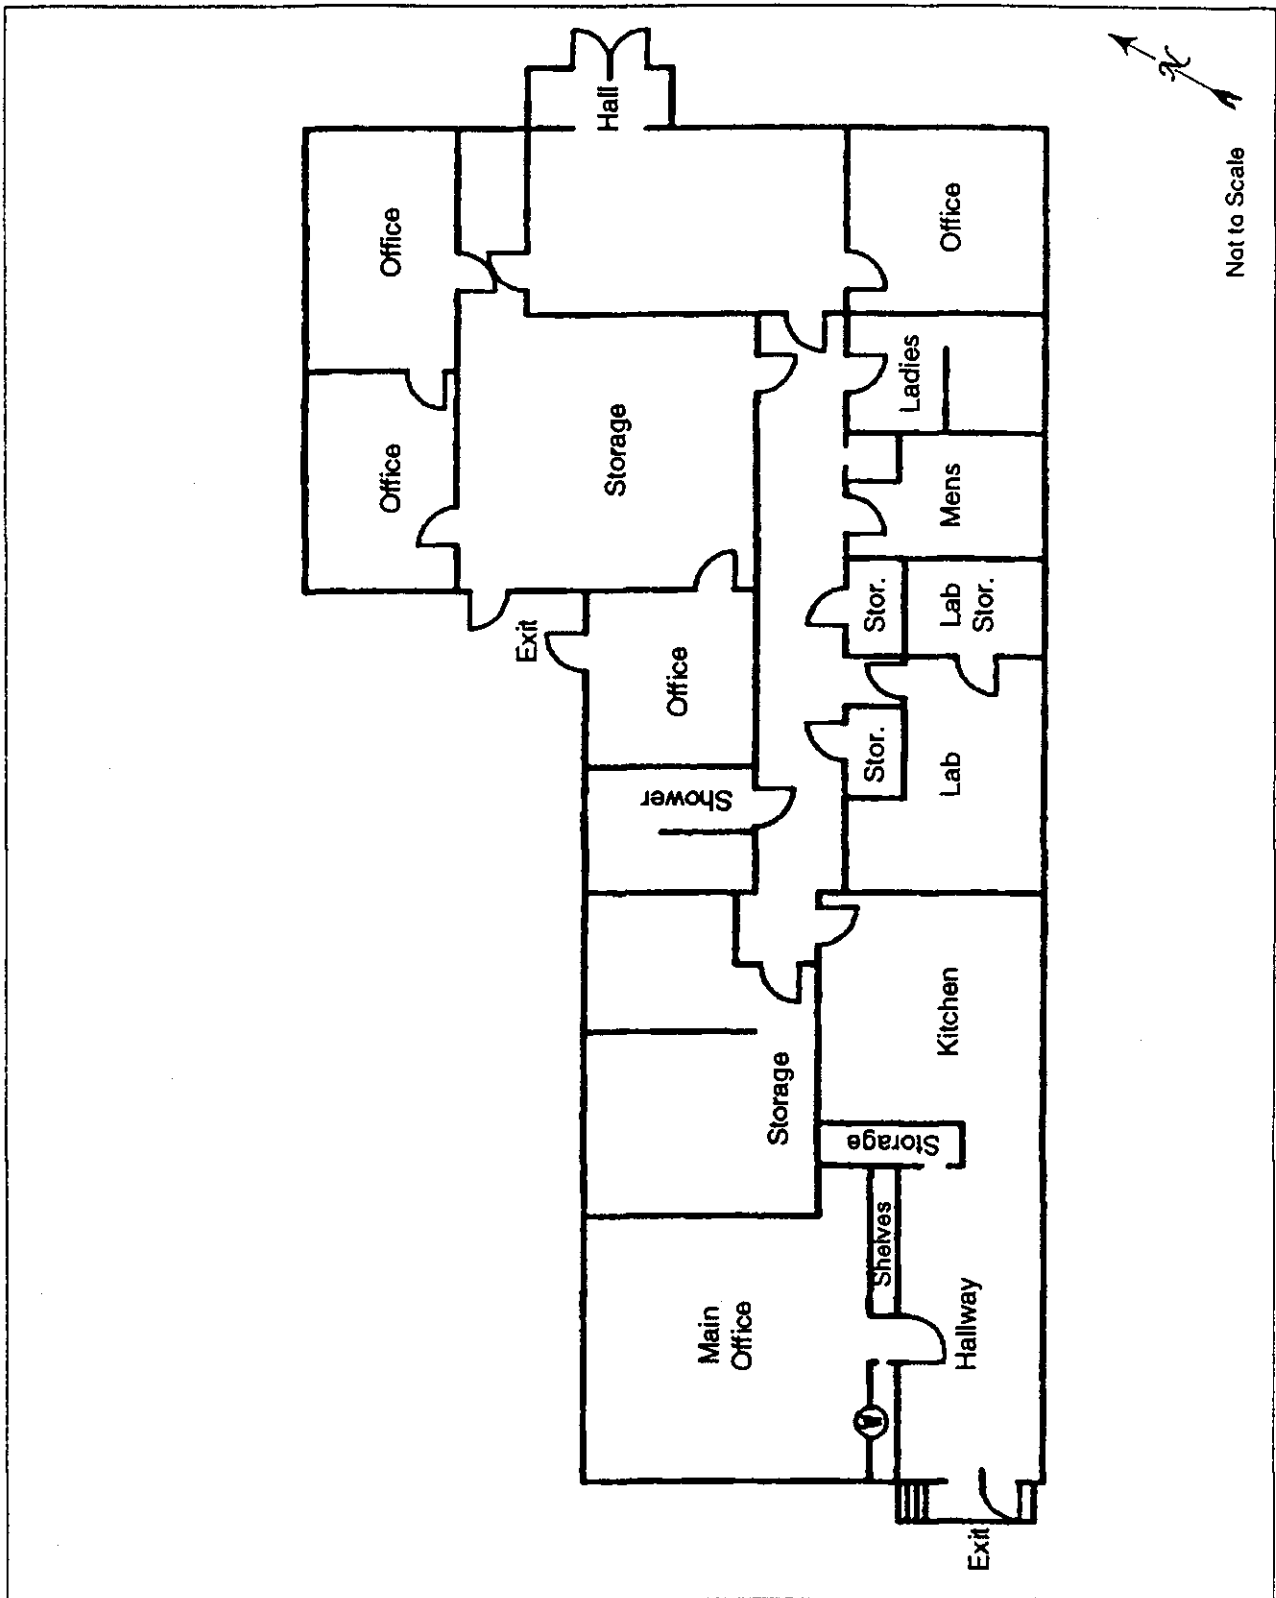 Exit
Hallway
Main
Office
Shelves
Storage
Storage
Kitchen
Shower
Lab
Stor.
Office
Exit
Stor.
Lab
Stor.
Mens
Ladies
Storage
Office
Office
Office
Hall
N
Not to Scale